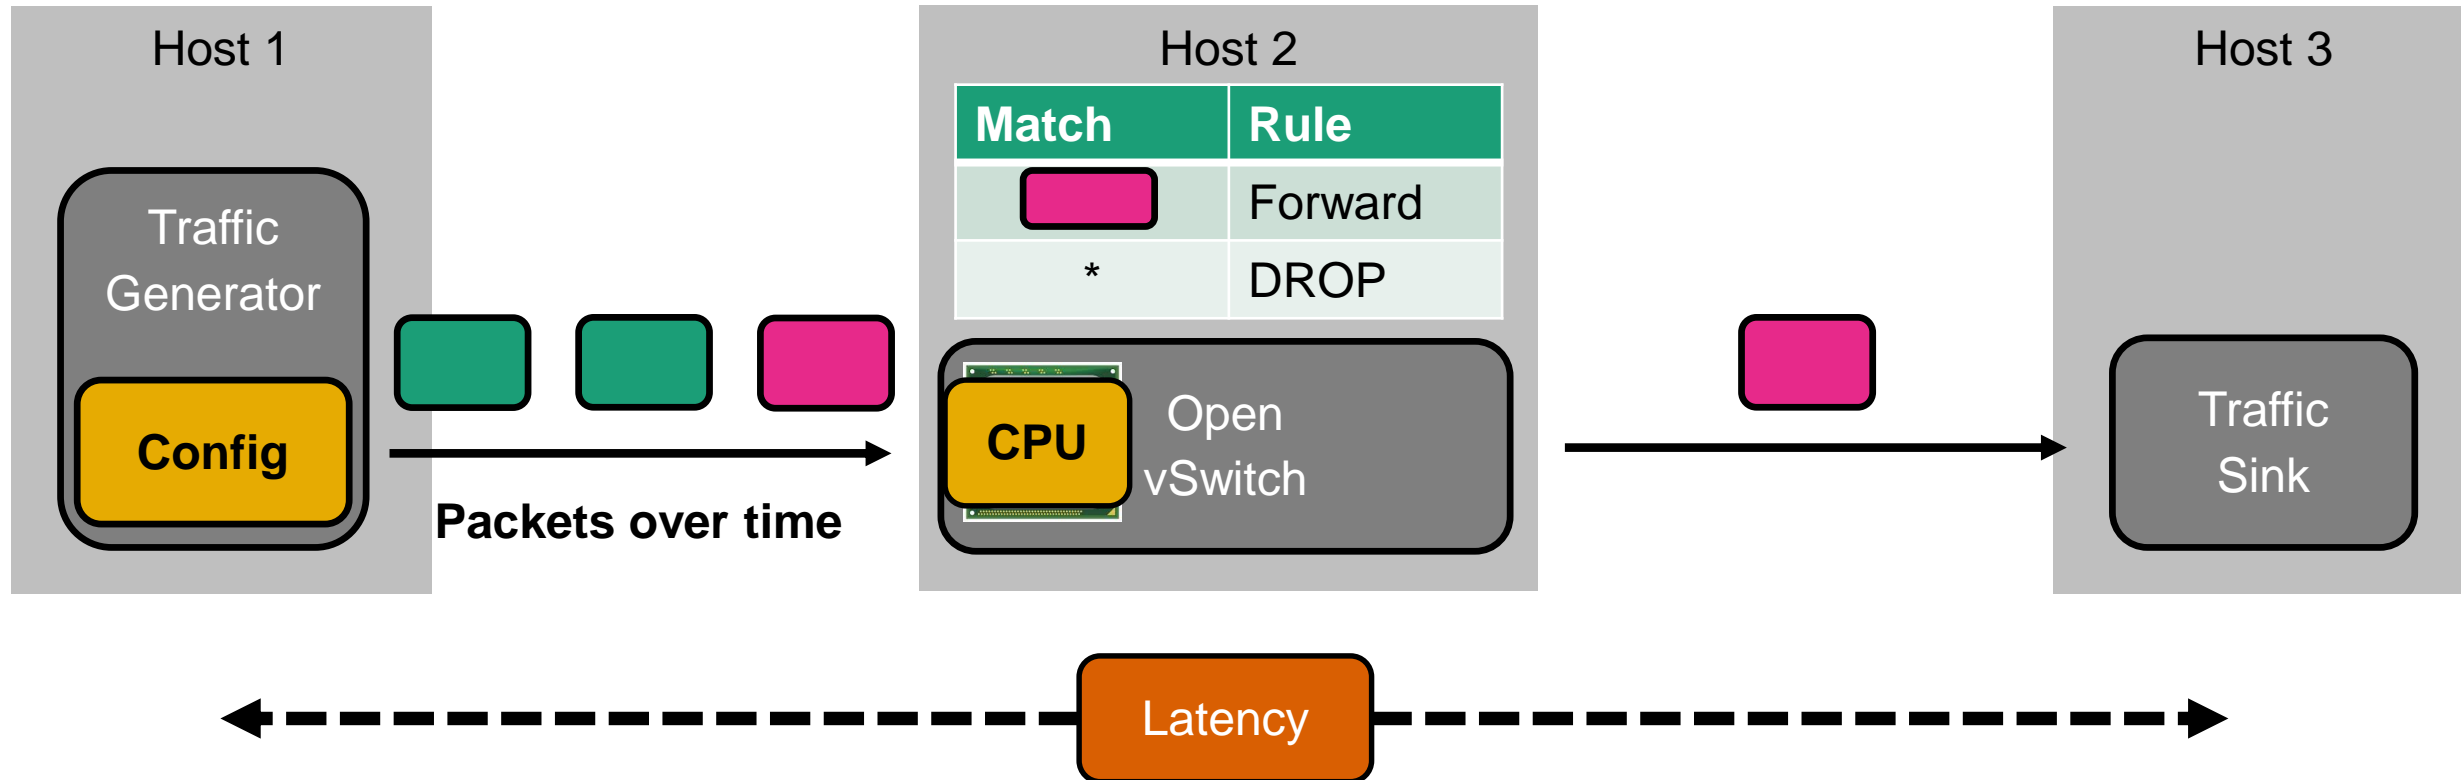 Host 1
Host 2
Host 3
Match Rule
Forward
* DROP
Traffic
Generator
Config
Packets over time
CPU
Open
vSwitch
Traffic
Sink
Latency